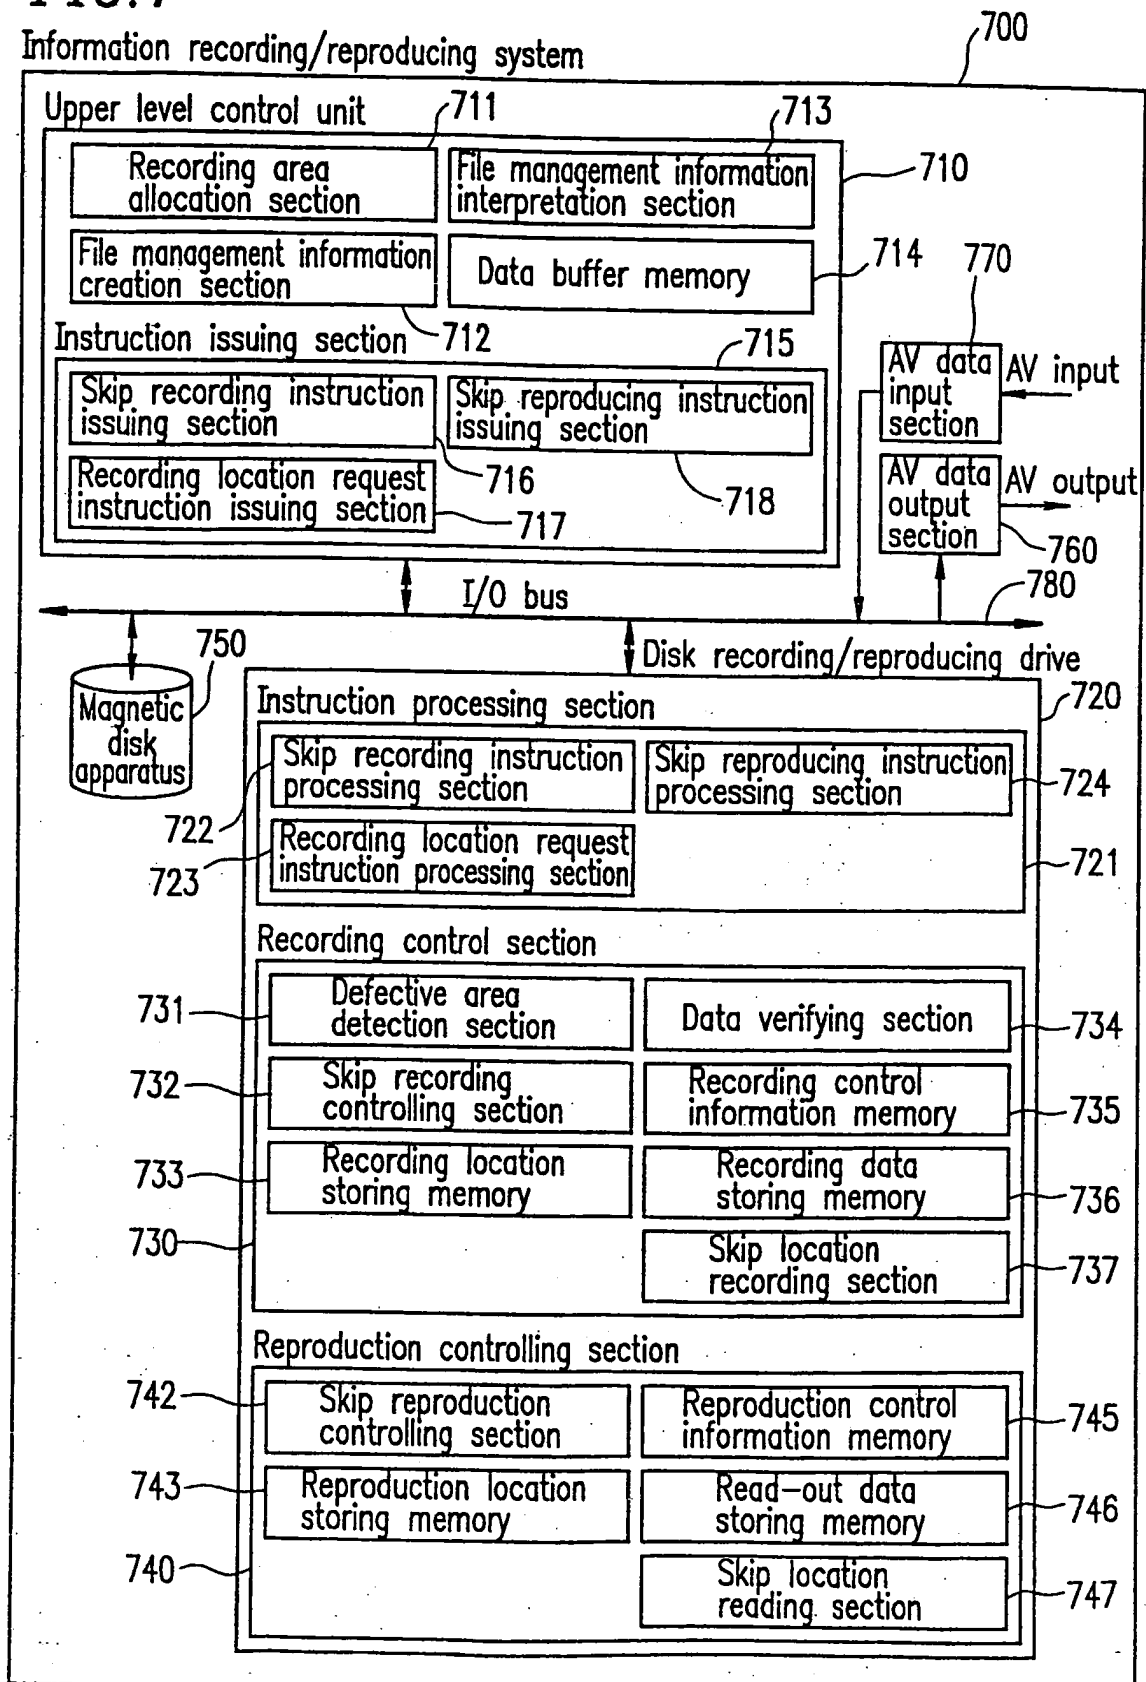 FIG.7
Information recording/reproducing system
700
Upper level control unit
711
713
Recording area
allocation section
File management information
interpretation section
710
File management information
creation section
Data buffer memory
714
770
712
Instruction issuing section
715
AV data
input
section
AV input
Skip recording instruction
issuing section
Skip reproducing instruction
issuing section
716
718
Recording location request
instruction issuing section
717
AV data
output
section
AV output
760
I/O bus
780
750
Disk recording/reproducing drive
Magnetic
disk
apparatus
720
Instruction processing section
Skip recording instruction
processing section
Skip reproducing instruction
processing section
724
722
Recording location request
instruction processing section
723
721
Recording control section
731
Defective area
detection section
Data verifying section
734
732
Skip recording
controlling section
Recording control
information memory
735
733
Recording location
storing memory
Recording data
storing memory
736
730
Skip location
recording section
737
Reproduction controlling section
742
Skip reproduction
controlling section
Reproduction control
information memory
745
743
Reproduction location
storing memory
Read-out data
storing memory
746
740
Skip location
reading section
747